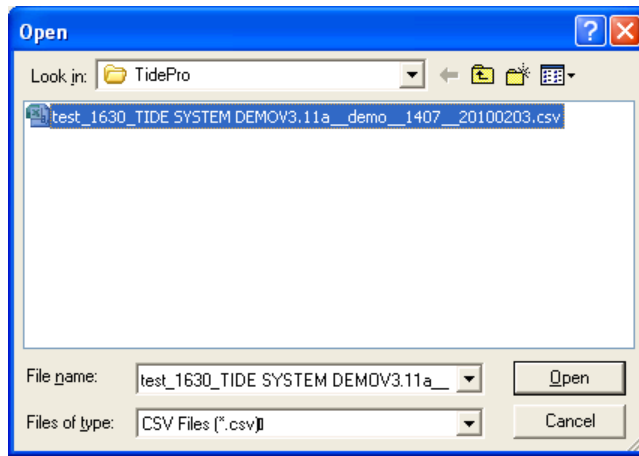 Open
Look in: TidePro
test_1630_TIDE SYSTEM DEMOV3.11a__demo__1407__20100203.csv
File name: test_1630_TIDE SYSTEM DEMOV3.11a__ Open
Files of type: CSV Files (*.csv) Cancel